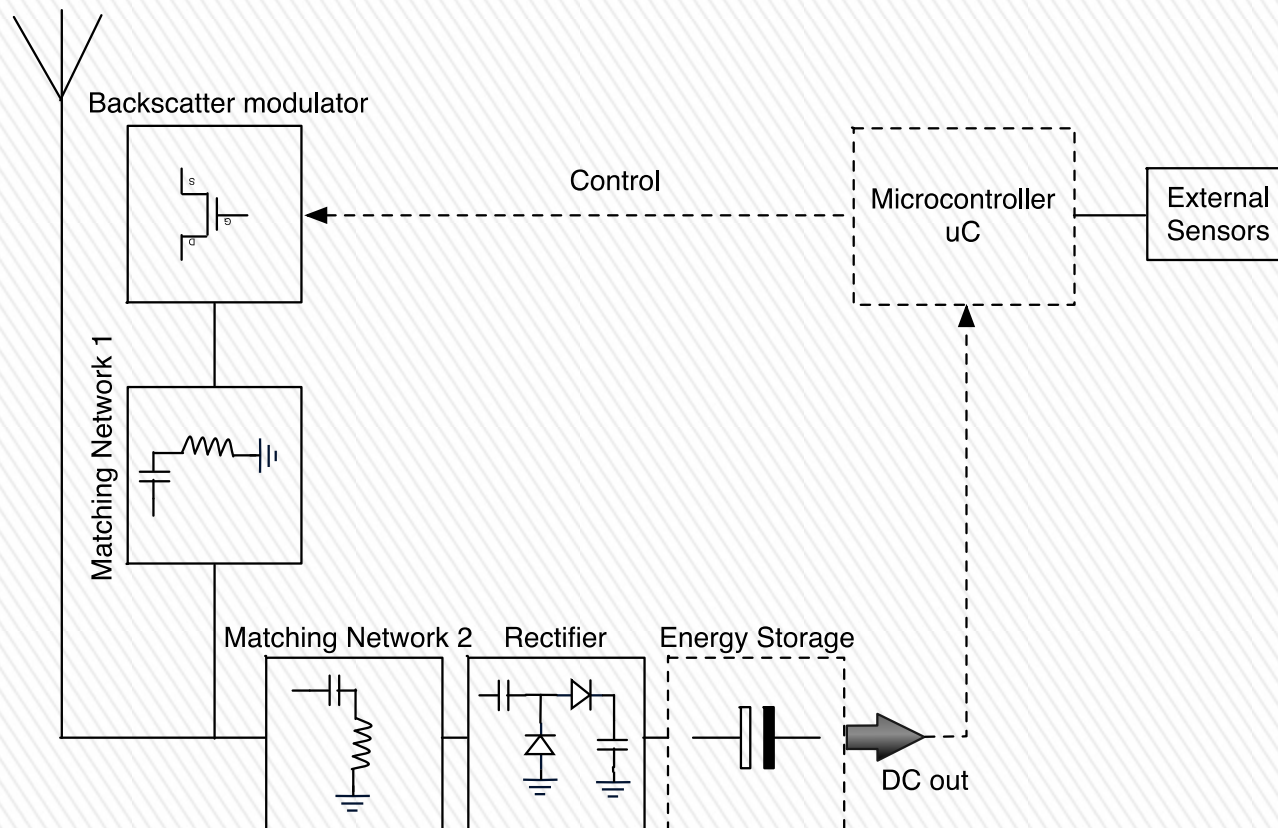 Backscatter modulator
S
G
D
Control
Microcontroller
uC
External
Sensors
Matching Network 1
Matching Network 2
Rectifier
Energy Storage
DC out